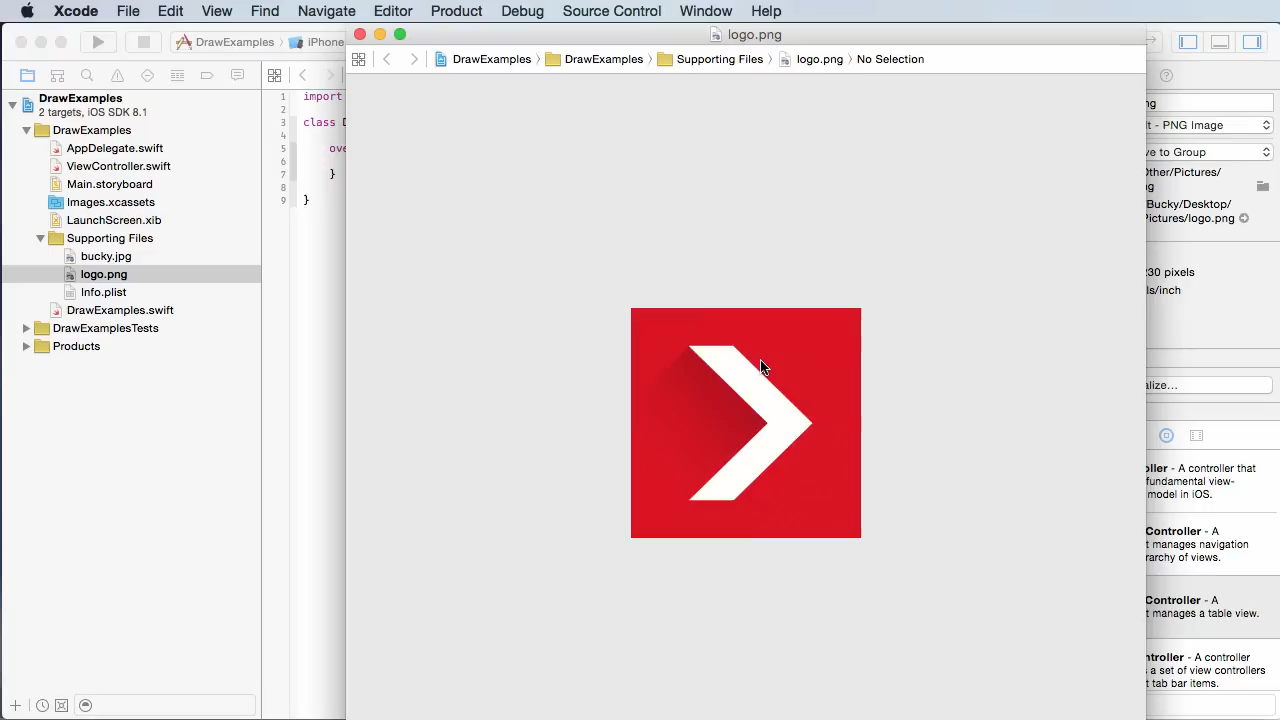 Xcode File Edit View Find Navigate Editor Product Debug Source Control Window Help
logo.png
DrawExamples iPhone
DrawExamples DrawExamples Supporting Files logo.png No Selection
DrawExamples
2 targets, iOS SDK 8.1
DrawExamples
AppDelegate.swift
ViewController.swift
Main.storyboard
Images.xcassets
LaunchScreen.xib
Supporting Files
bucky.jpg
logo.png
Info.plist
DrawExamples.swift
DrawExamplesTests
Products
1 import
2
3 class D
4
5 ove
6
7 }
8
9 }
ng
lt - PNG Image
ve to Group
Other/Pictures/
ng
Bucky/Desktop/
Pictures/logo.png
230 pixels
ls/inch
alize...
oller - A controller that
fundamental view-
model in iOS.
Controller - A
t manages navigation
rarchy of views.
Controller - A
t manages a table view.
ntroller - A controller
s a set of view controllers
t tab bar items.